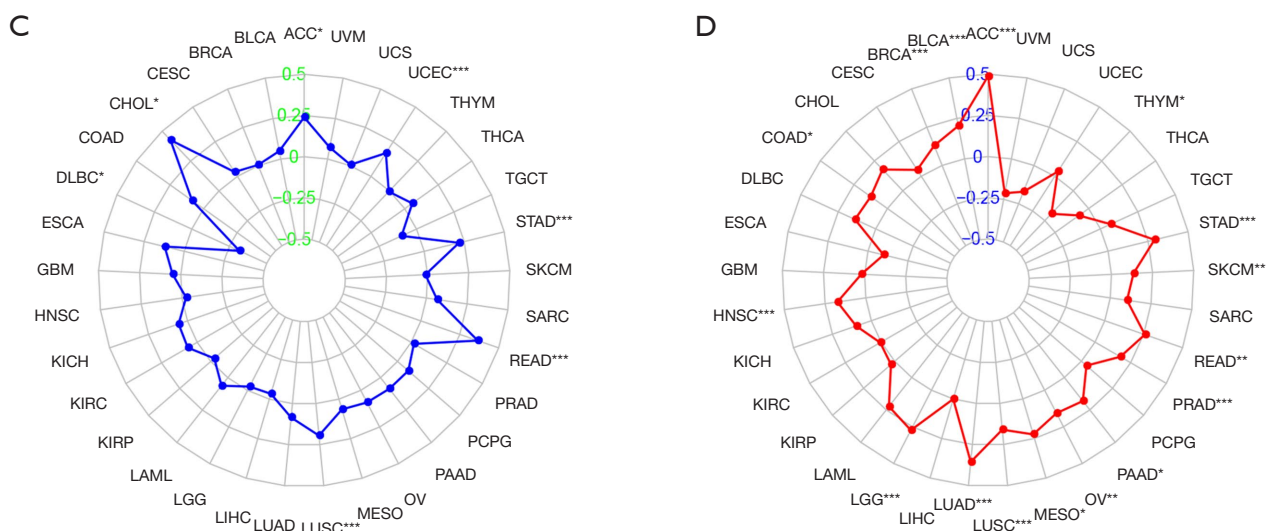 C
ACC*
UVM
UCS
UCEC***
THYM
THCA
TGCT
STAD***
SKCM
SARC
READ***
PRAD
PCPG
PAAD
OV
MESO
LUSC***
LUAD
LIHC
LGG
LAML
KIRP
KIRC
KICH
HNSC
GBM
ESCA
DLBC*
COAD
CHOL*
CESC
BRCA
BLCA
0.5
0.25
0
-0.25
-0.5
D
ACC***
UVM
UCS
UCEC
THYM*
THCA
TGCT
STAD***
SKCM**
SARC
READ**
PRAD***
PCPG
PAAD*
OV**
MESO*
LUSC***
LUAD***
LIHC
LGG***
LAML
KIRP
KIRC
KICH
HNSC***
GBM
ESCA
DLBC
COAD*
CHOL
CESC
BRCA***
BLCA***
0.5
0.25
0
-0.25
-0.5